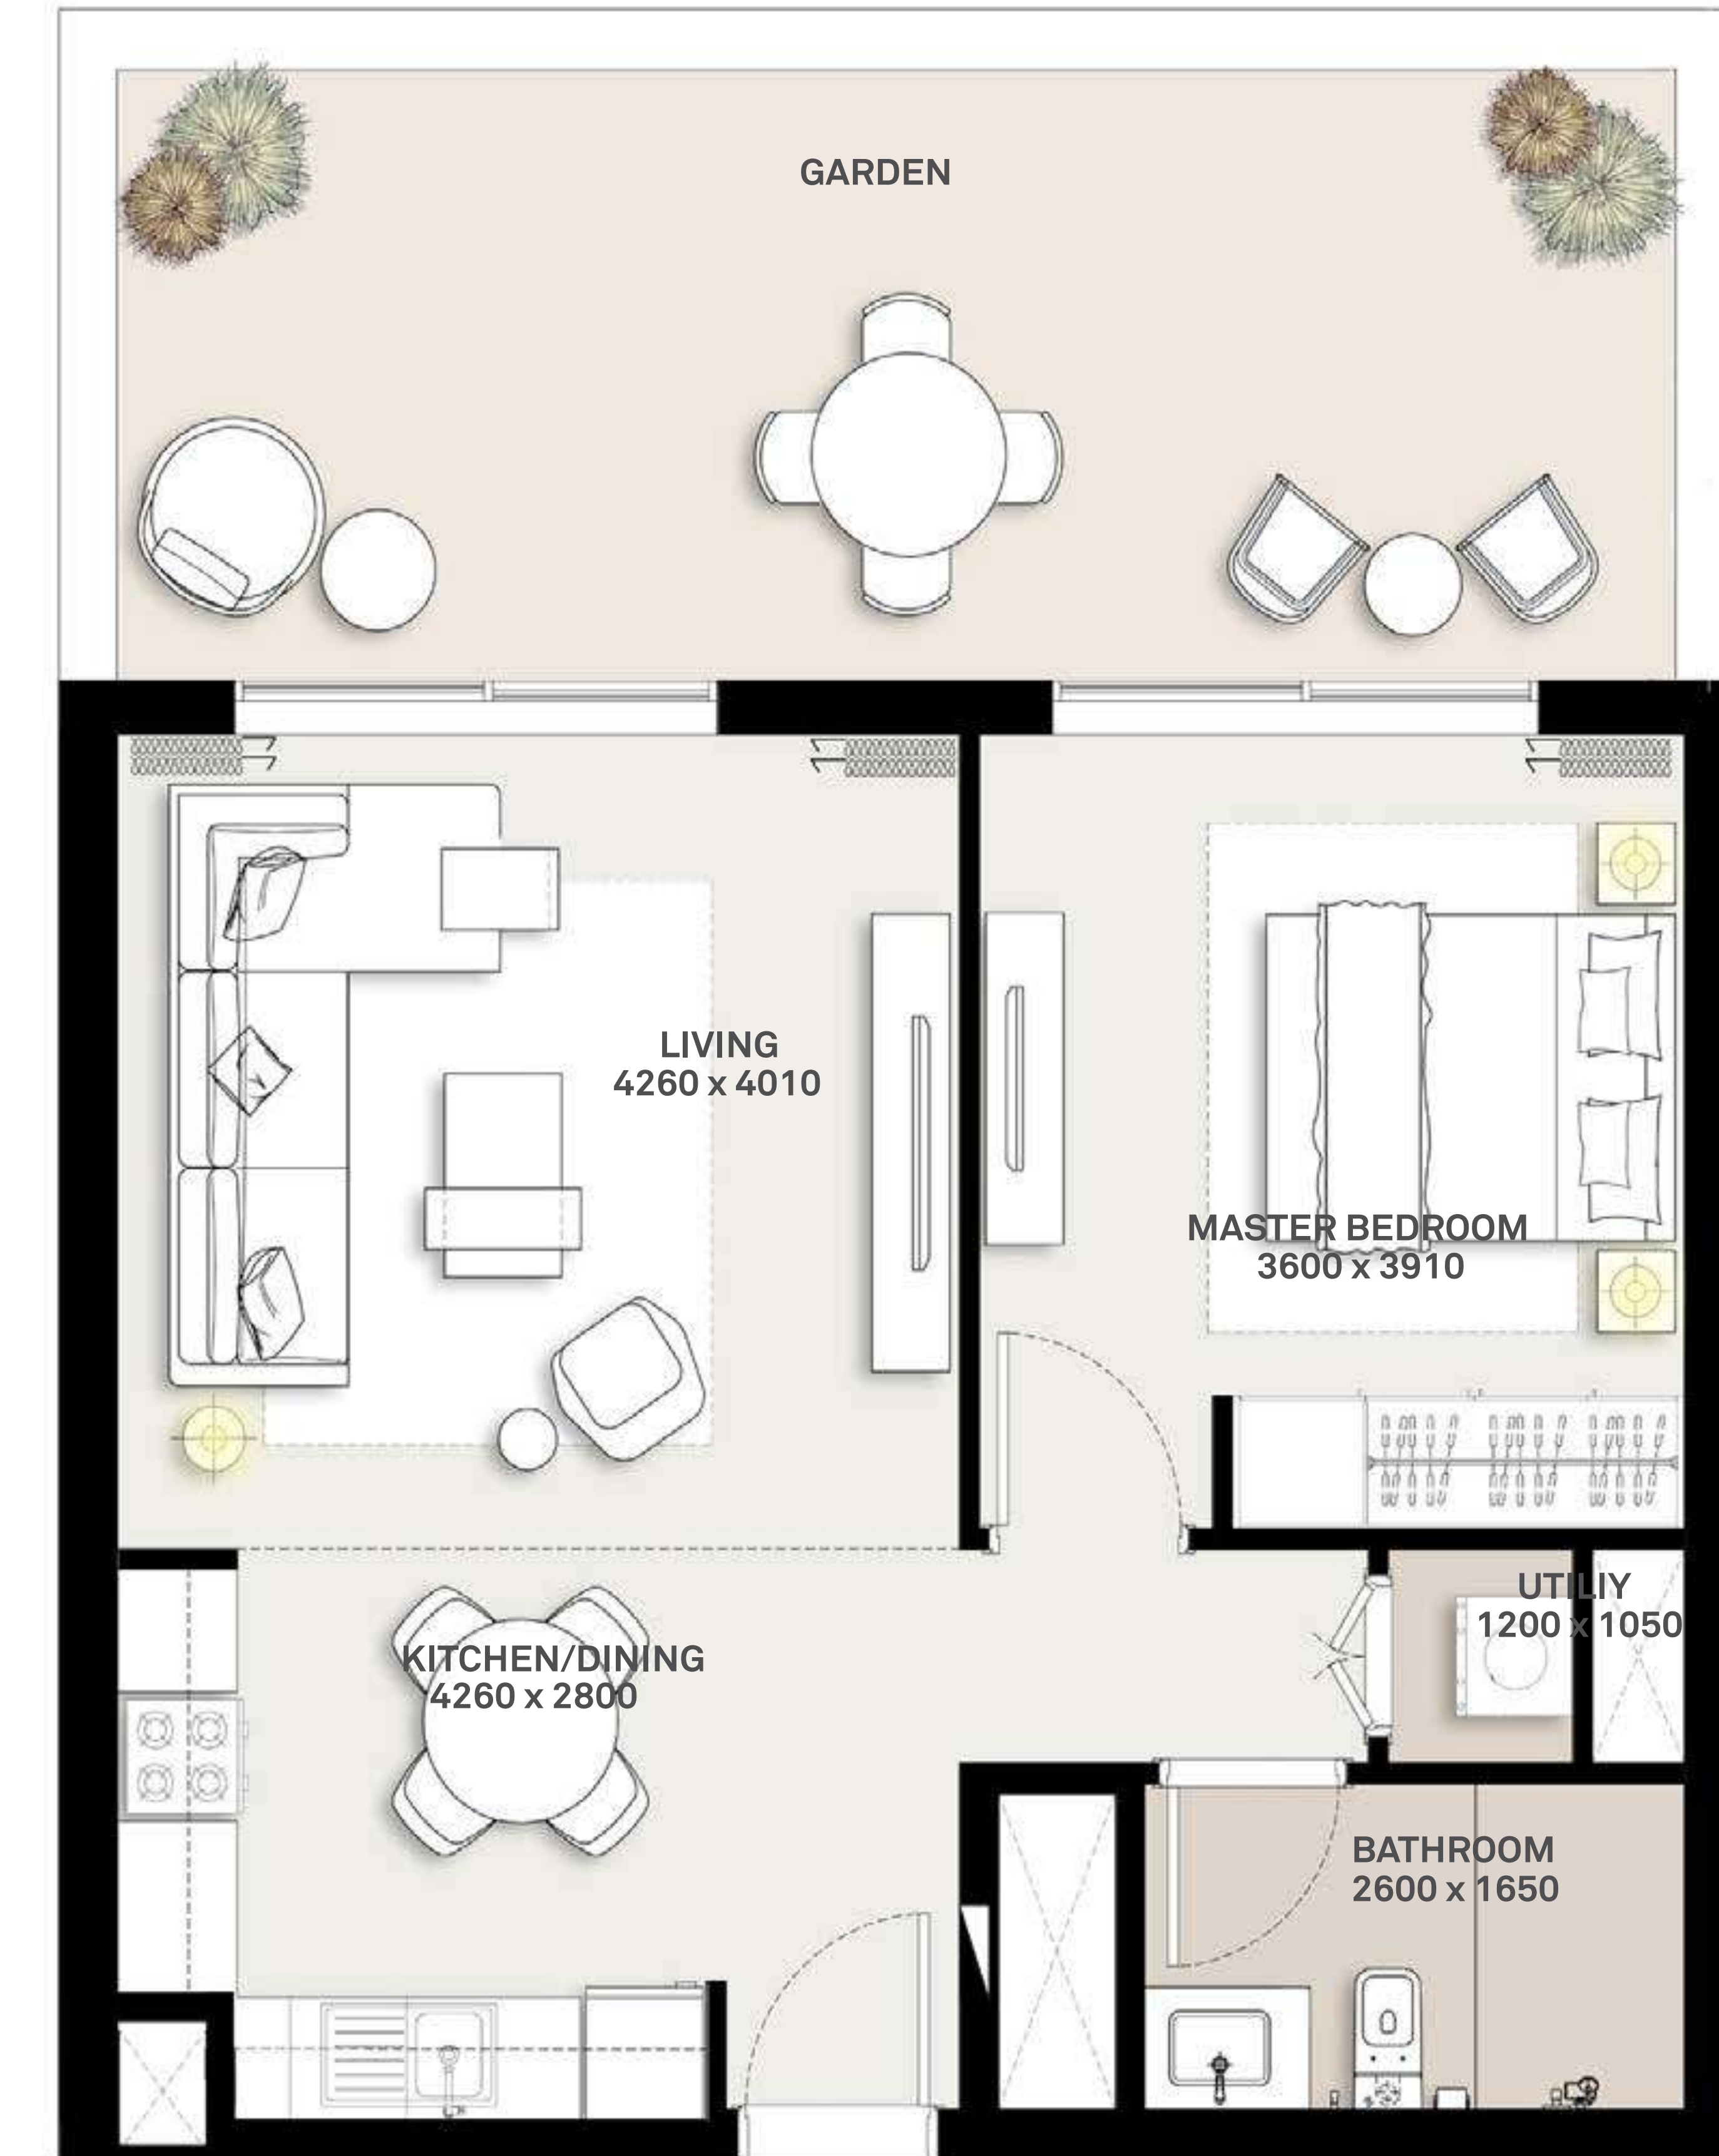 GARDEN
LIVING
4260 x 4010
MASTER BEDROOM
3600 x 3910
UTILIY
1200 x 1050
KITCHEN/DINING
4260 x 2800
BATHROOM
2600 x 1650